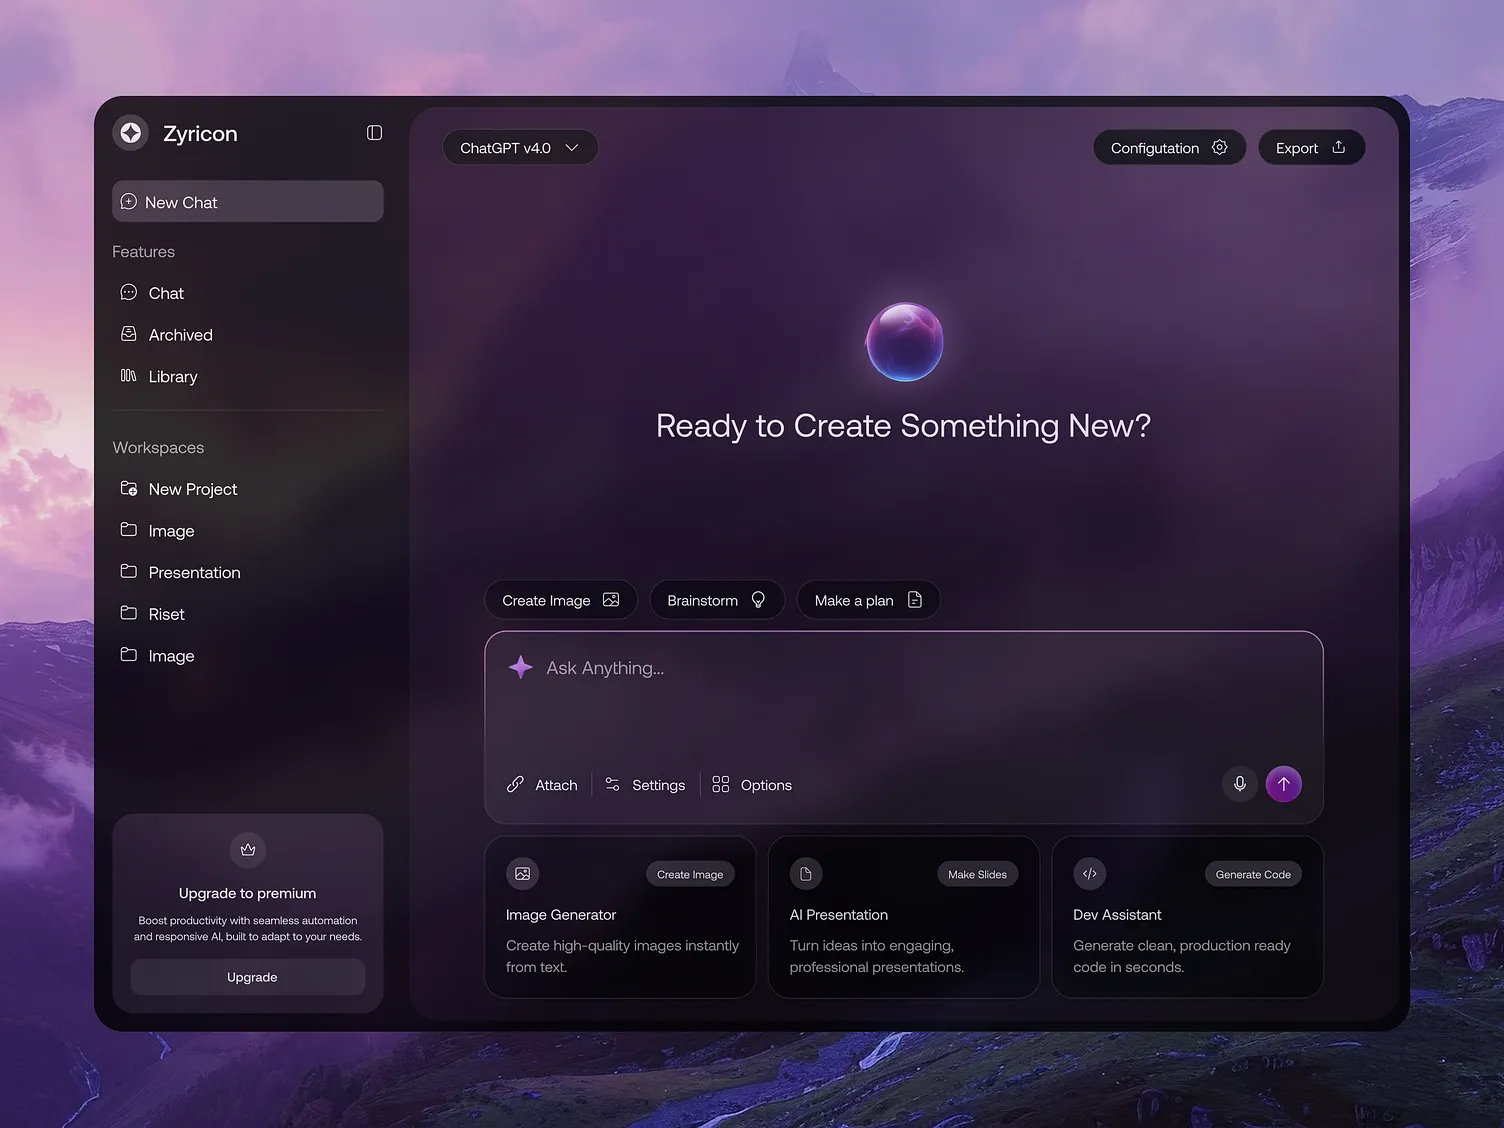 Zyricon
New Chat
Features
Chat
Archived
Library
Workspaces
New Project
Image
Presentation
Riset
Image
Upgrade to premium
Boost productivity with seamless automation
and responsive AI, built to adapt to your needs.
Upgrade
ChatGPT v4.0
Configutation
Export
Ready to Create Something New?
Create Image
Brainstorm
Make a plan
Ask Anything...
Attach
Settings
Options
Create Image
Image Generator
Create high-quality images instantly
from text.
Make Slides
AI Presentation
Turn ideas into engaging,
professional presentations.
Generate Code
Dev Assistant
Generate clean, production ready
code in seconds.